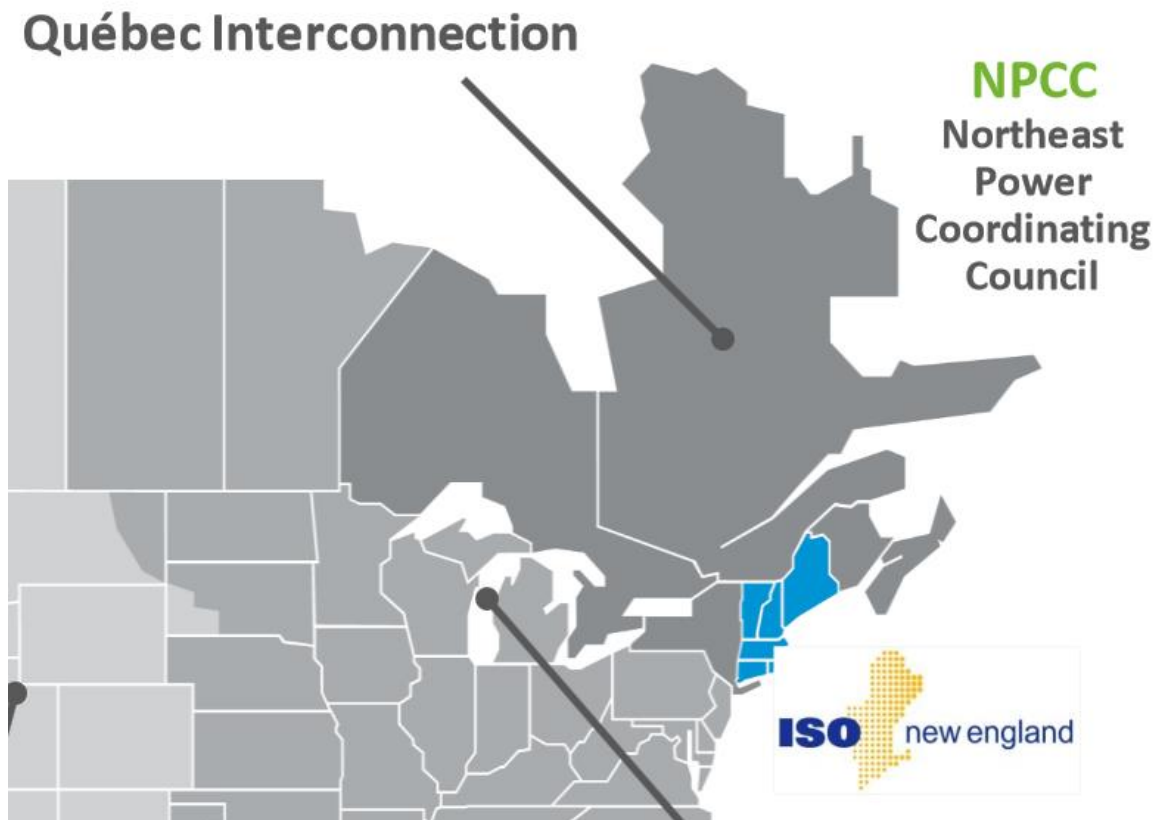 Québec Interconnection
NPCC
Northeast
Power
Coordinating
Council
ISO new england